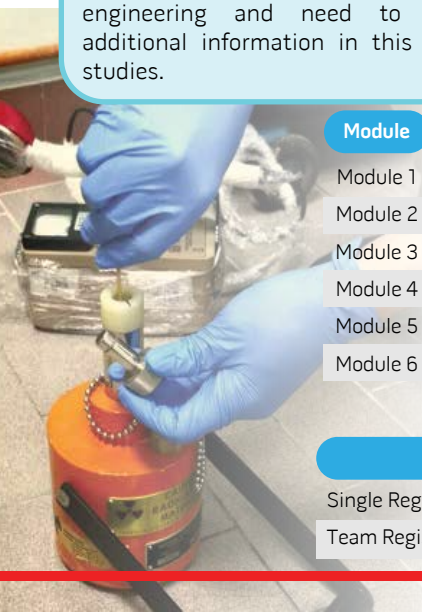 engineering and need to
additional information in this
studies.
Module
Module 1
Module 2
Module 3
Module 4
Module 5
Module 6
Single Reg
Team Regi